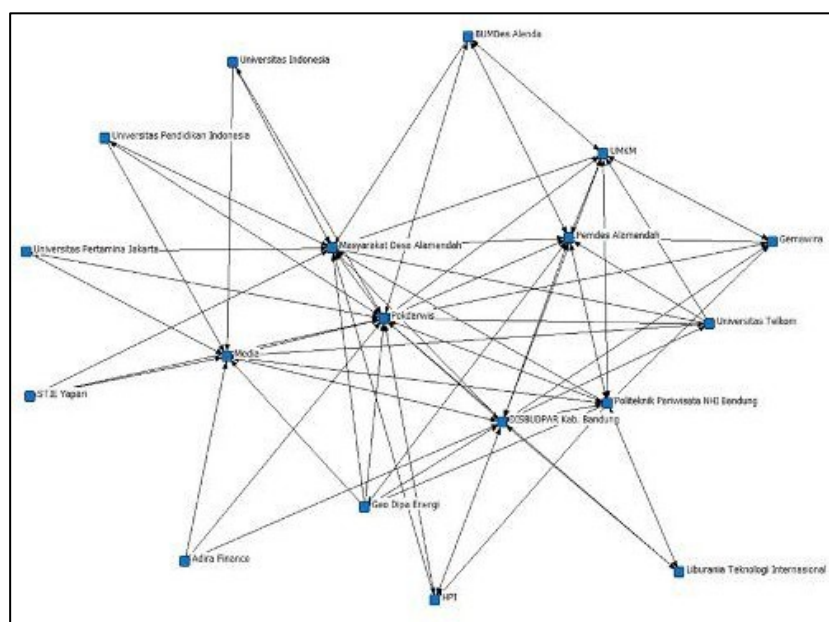 BUMDes Alenda
Universitas Indonesia
Universitas Pendidikan Indonesia
UMKM
Masyarakat Desa Alamendah
Pemdes Alamendah
Gemawira
Universitas Pertamina Jakarta
Pokdarwis
Universitas Telkom
Media
STIE Yapari
Politeknik Pariwisata NHI Bandung
DISBUDPAR Kab. Bandung
Geo Dipa Energi
Adira Finance
Liburania Teknologi Internasional
HPI